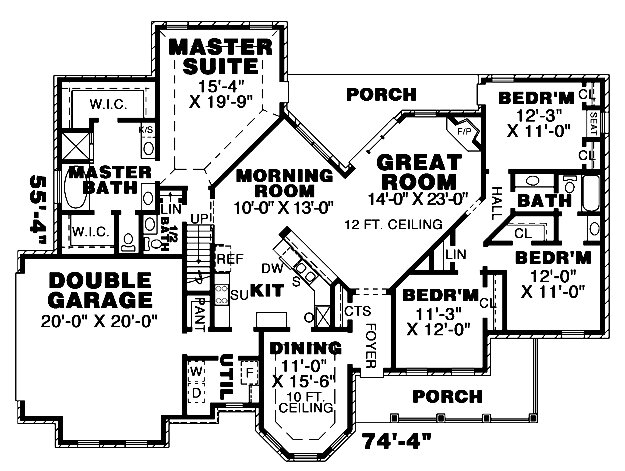 MASTER
SUITE
15'-4"
X 19'-9"
PORCH
BEDR'M
12'-3"
X 11'-0"
CL
SEAT
CL
W.I.C.
K/S
MASTER
BATH
W.I.C.
LIN
1/2
BATH
UP
MORNING
ROOM
10'-0" X 13'-0"
F/P
GREAT
ROOM
14'-0" X 23'-0"
12 FT. CEILING
HALL
BATH
CL
LIN
BEDR'M
12'-0"
X 11'-0"
BEDR'M
11'-3"
X 12'-0"
CL
55'-4"
DOUBLE
GARAGE
20'-0" X 20'-0"
REF
DW
S
KIT
SU
O
PANT
CTS
FOYER
DINING
11'-0"
X 15'-6"
10 FT.
CEILING
W
D
UTIL
F
PORCH
74'-4"